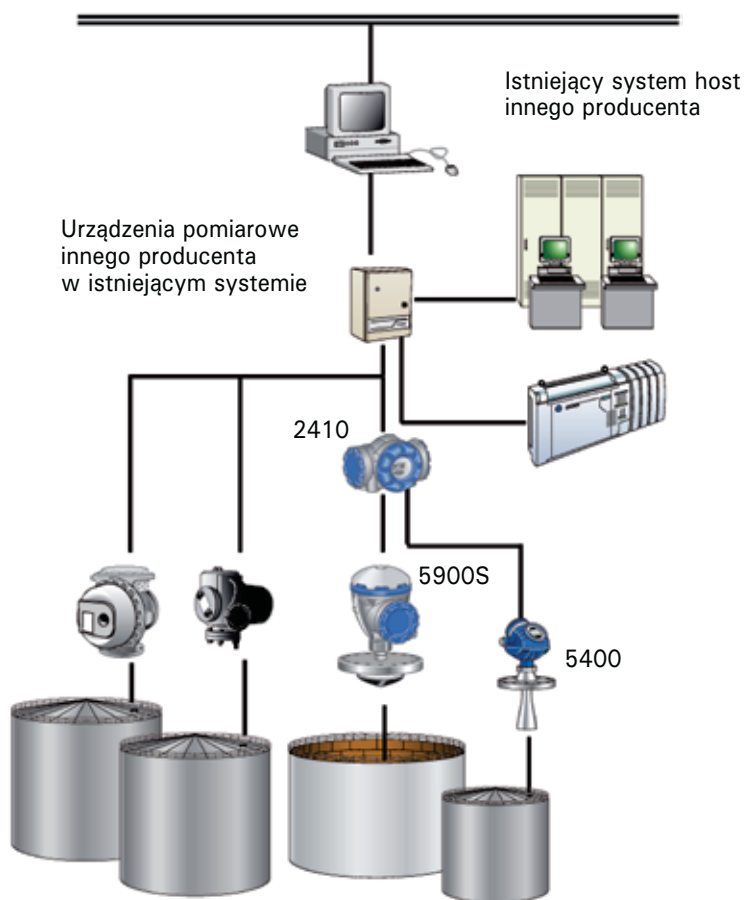 Istniejący system host
innego producenta
Urządzenia pomiarowe
innego producenta
w istniejącym systemie
2410
5900S
5400